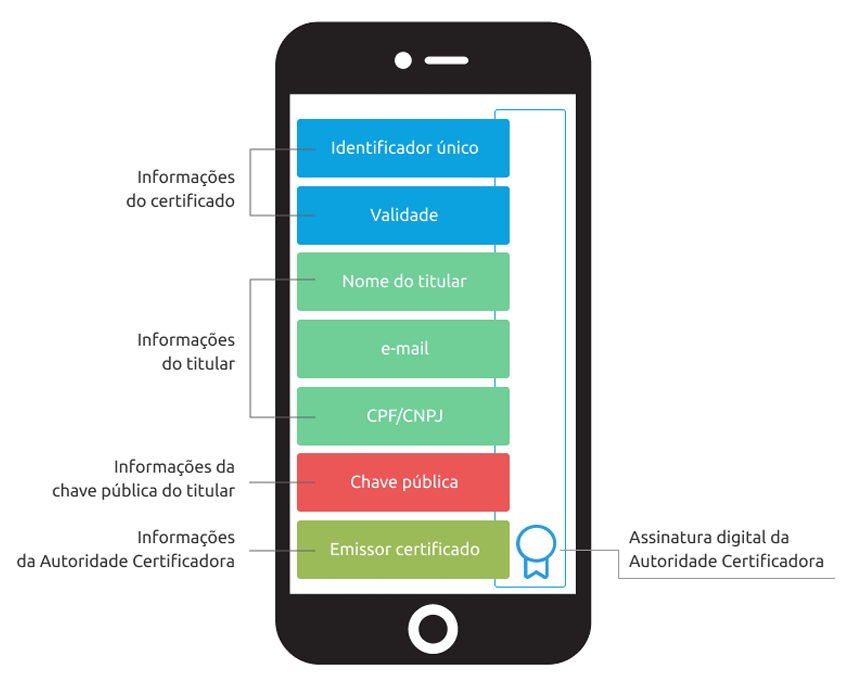 Identificador único
Informações
do certificado
Validade
Nome do titular
Informações
do titular
e-mail
CPF/CNPJ
Informações da
chave pública do titular
Chave pública
Informações
da Autoridade Certificadora
Emissor certificado
Assinatura digital da
Autoridade Certificadora